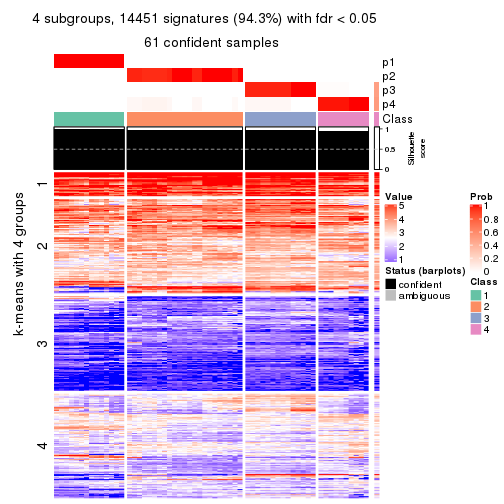 4 subgroups, 14451 signatures (94.3%) with fdr < 0.05
61 confident samples
p1
p2
p3
p4
Class
1
0.5
0
Silhouette
score
k-means with 4 groups
1
2
3
4
Value
5
4
3
2
1
Status (barplots)
confident
ambiguous
Prob
1
0.8
0.6
0.4
0.2
0
Class
1
2
3
4